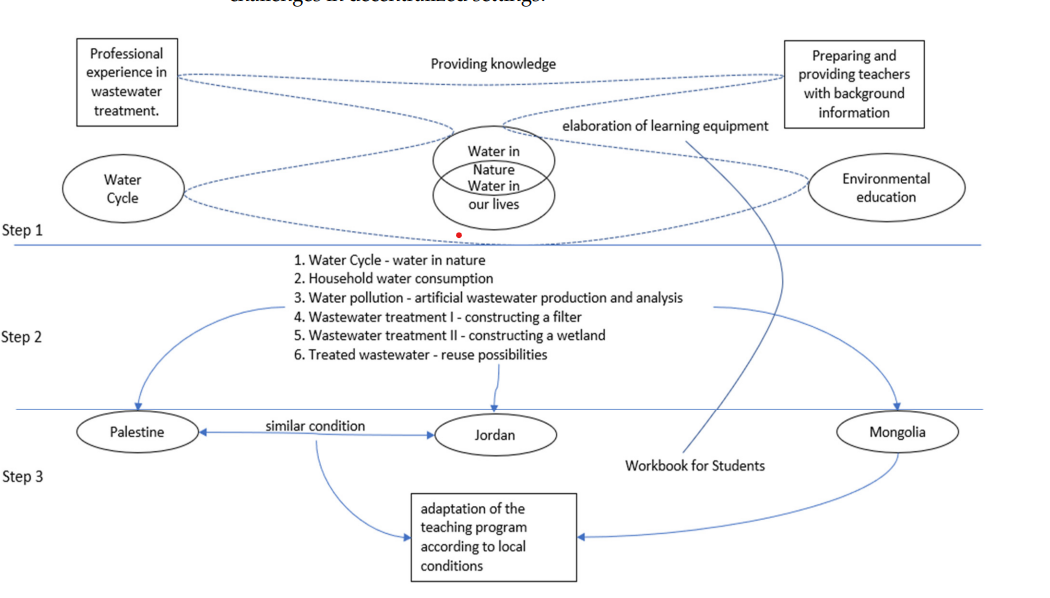 challenges in decentralized settings.
Professional
experience in
wastewater
treatment.
Providing knowledge
Preparing and
providing teachers
with background
information
elaboration of learning equipment
Water
Cycle
Water in
Nature
Water in
our lives
Environmental
education
Step 1
1. Water Cycle - water in nature
2. Household water consumption
3. Water pollution - artificial wastewater production and analysis
4. Wastewater treatment I - constructing a filter
5. Wastewater treatment II - constructing a wetland
6. Treated wastewater - reuse possibilities
Step 2
Palestine
similar condition
Jordan
Mongolia
Workbook for Students
Step 3
adaptation of the
teaching program
according to local
conditions